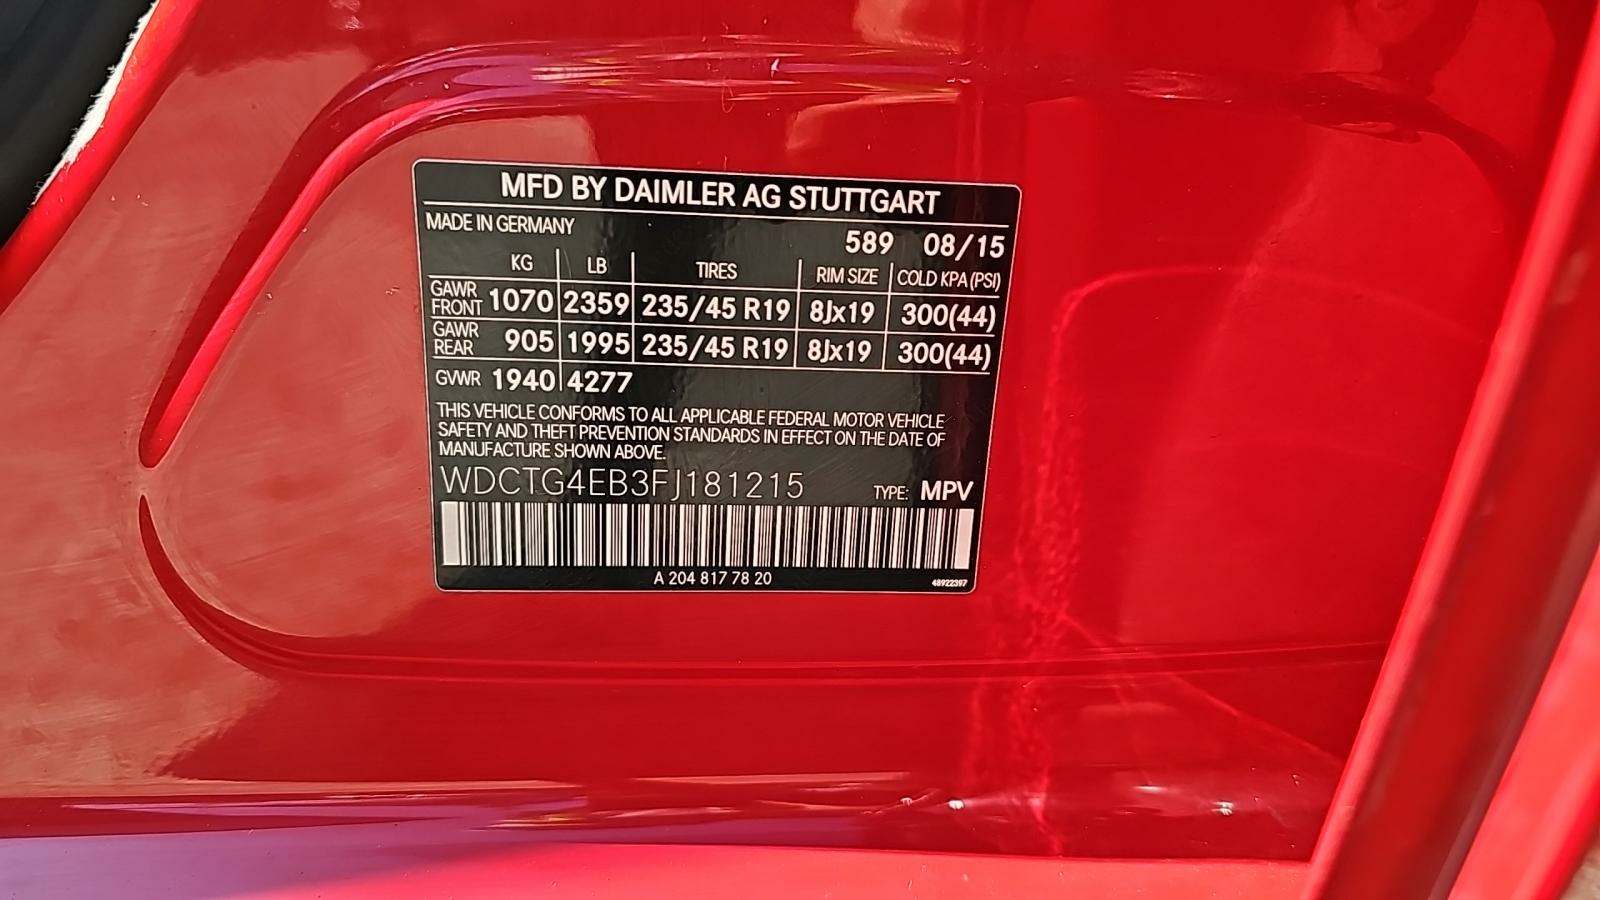 MFD BY DAIMLER AG STUTTGART
MADE IN GERMANY
589 08/15
KG LB TIRES RIM SIZE COLD KPA (PSI)
GAWR FRONT 1070 2359 235/45 R19 8Jx19 300(44)
GAWR REAR 905 1995 235/45 R19 8Jx19 300(44)
GVWR 1940 4277
THIS VEHICLE CONFORMS TO ALL APPLICABLE FEDERAL MOTOR VEHICLE
SAFETY AND THEFT PREVENTION STANDARDS IN EFFECT ON THE DATE OF
MANUFACTURE SHOWN ABOVE.
WDCTG4EB3FJ181215 TYPE: MPV
A 204 817 78 20
48922397